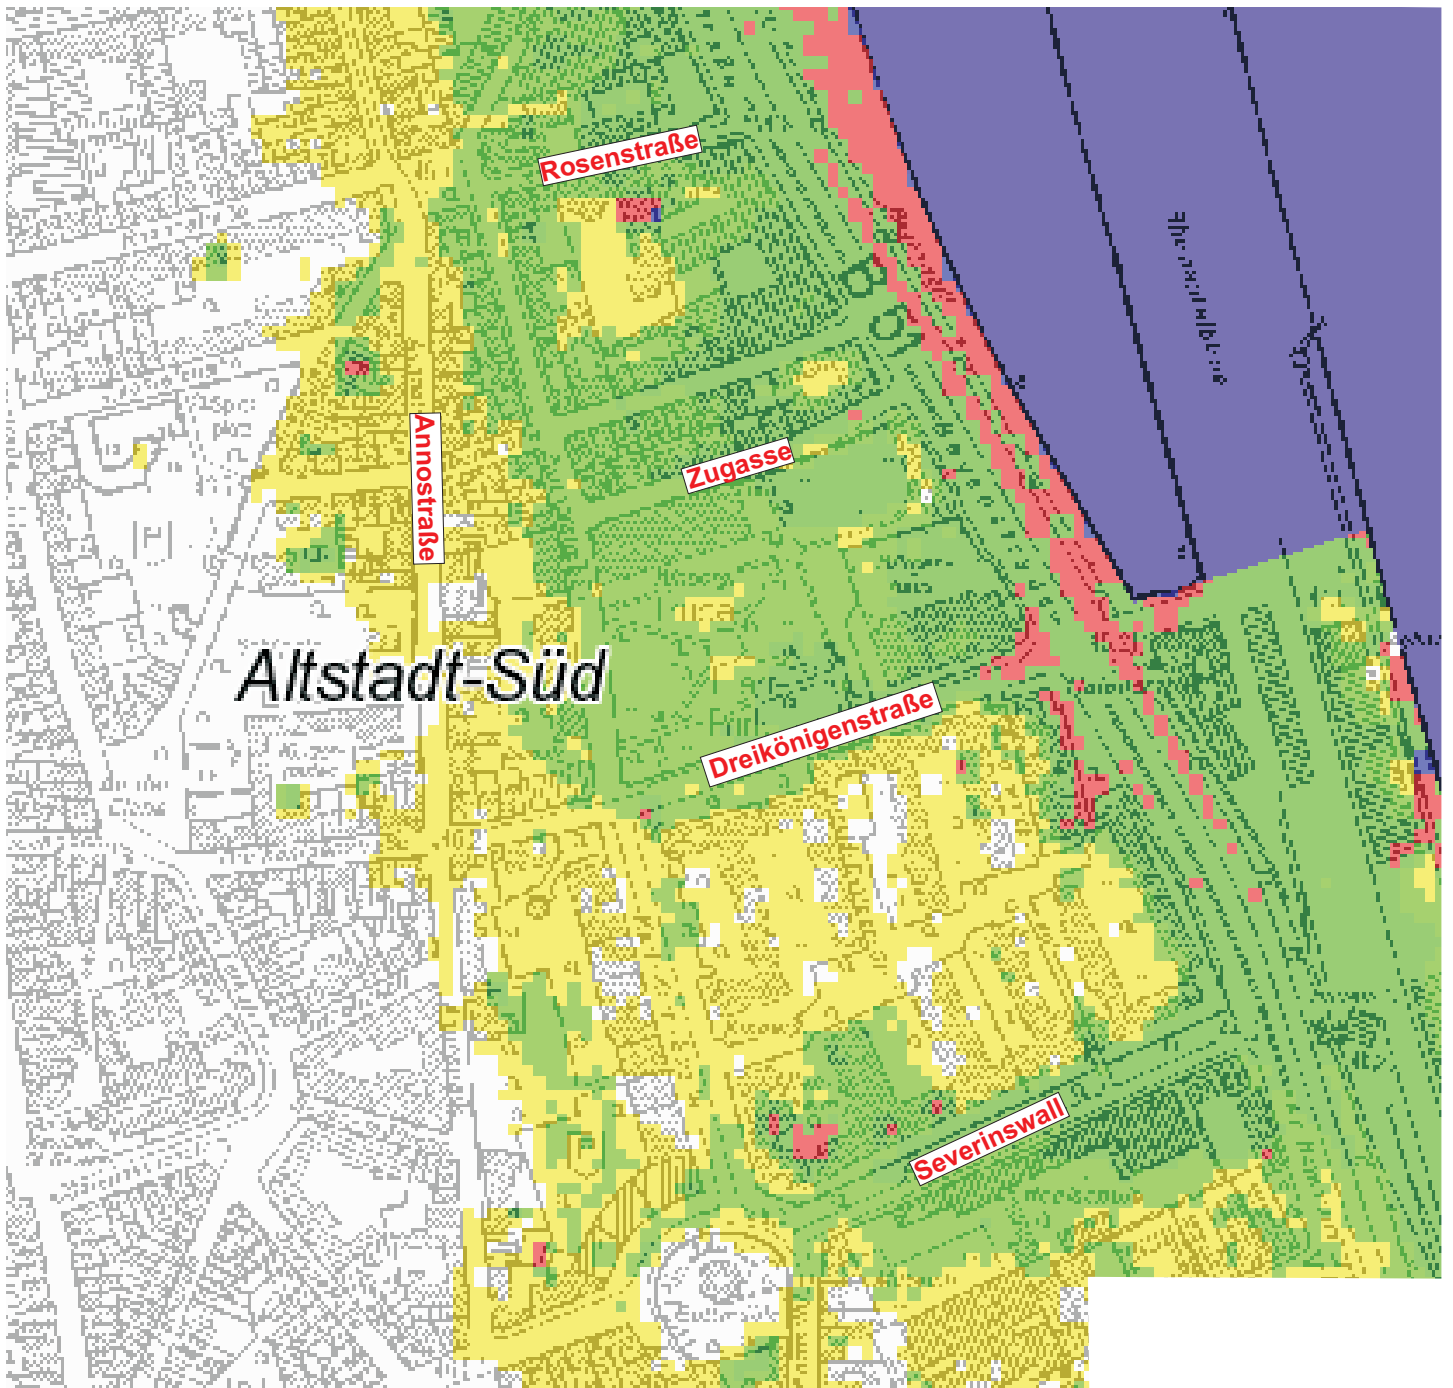 Rosenstraße
Annostraße
Zugasse
Altstadt-Süd
Dreikönigenstraße
Severinswall